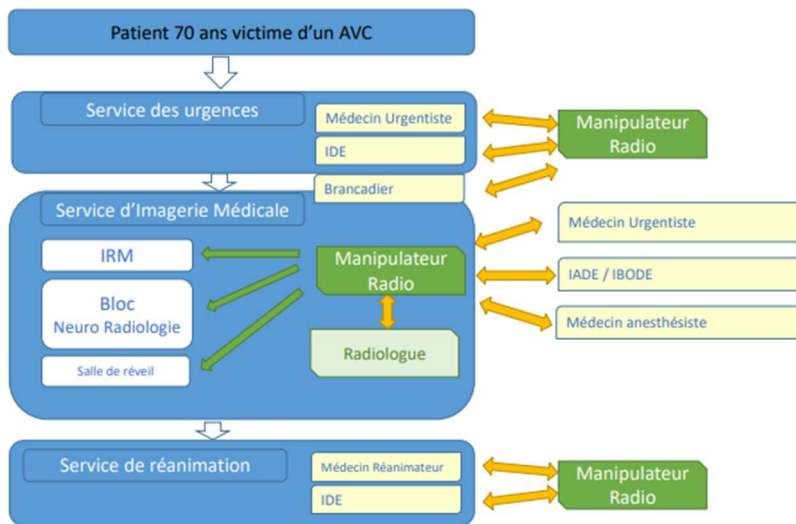 Patient 70 ans victime d'un AVC
Service des urgences
Médecin Urgentiste
IDE
Brancadier
Manipulateur
Radio
Service d'Imagerie Médicale
IRM
Bloc
Neuro Radiologie
Salle de réveil
Manipulateur
Radio
Radiologue
Médecin Urgentiste
IADE / IBODE
Médecin anesthésiste
Service de réanimation
Médecin Réanimateur
IDE
Manipulateur
Radio